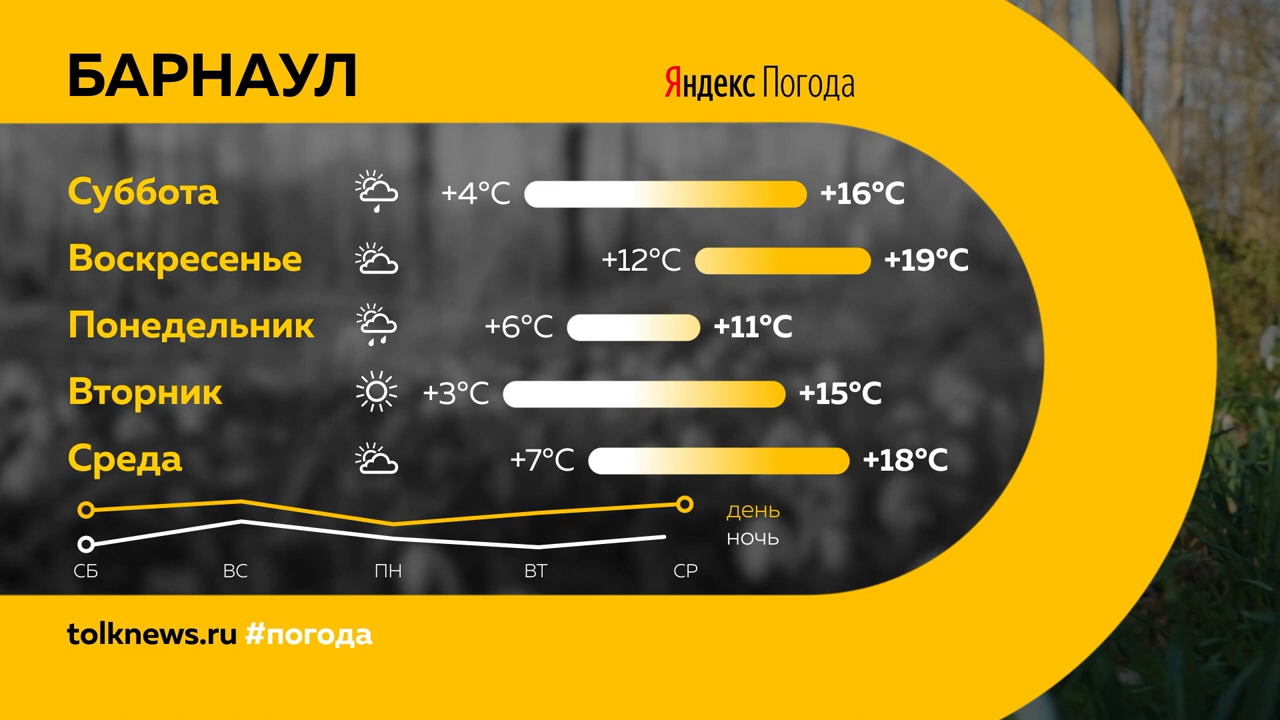 БАРНАУЛ
Яндекс Погода
Суббота +4°C +16°C
Воскресенье +12°C +19°C
Понедельник +6°C +11°C
Вторник +3°C +15°C
Среда +7°C +18°C
день
ночь
СБ ВС ПН ВТ СР
tolknews.ru #погода